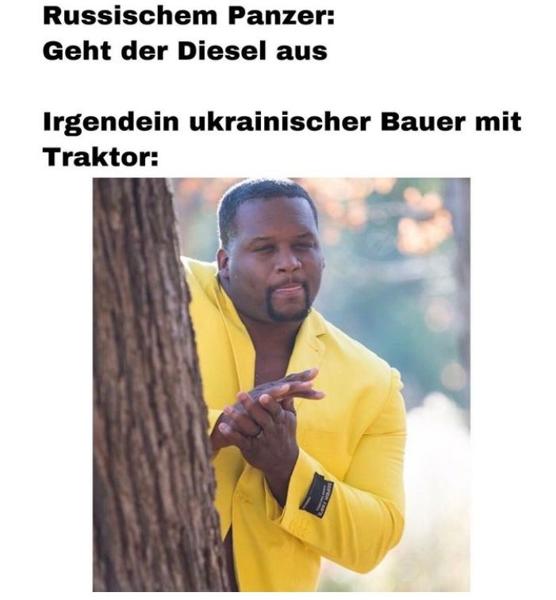 Russischem Panzer:
Geht der Diesel aus
Irgendein ukrainischer Bauer mit
Traktor: